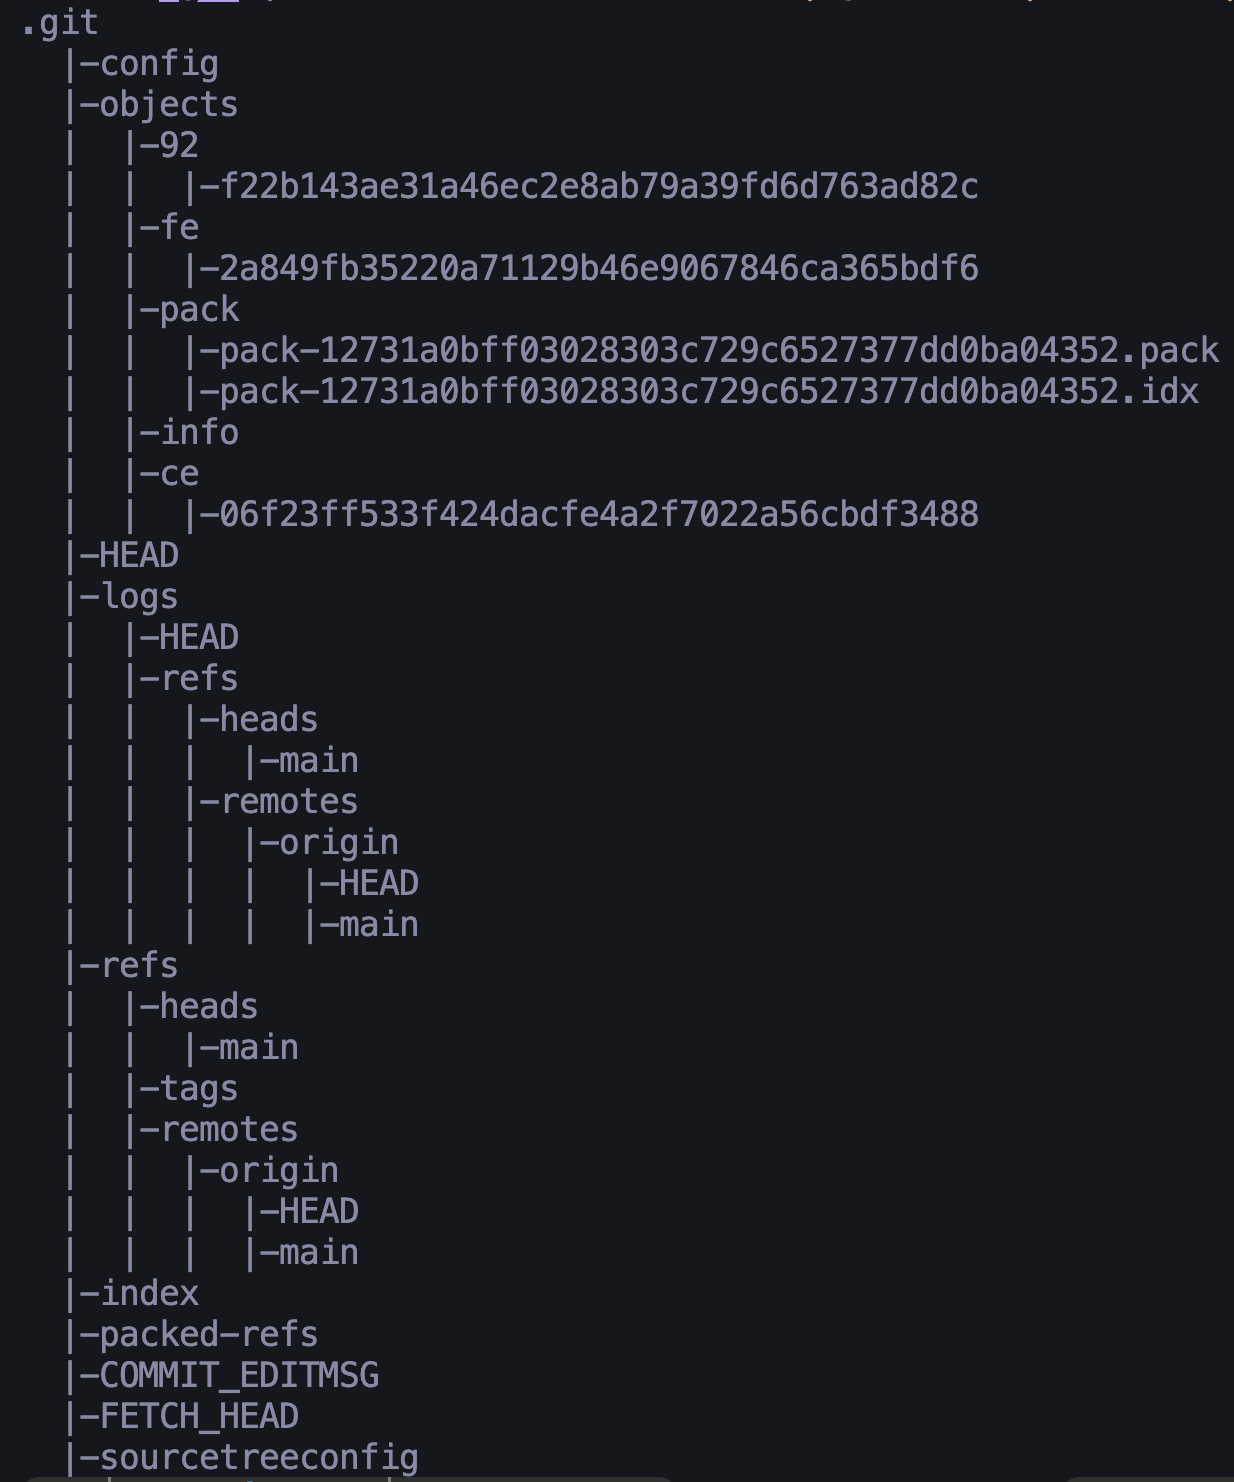 .git
|-config
|-objects
| |-92
| | |-f22b143ae31a46ec2e8ab79a39fd6d763ad82c
| |-fe
| | |-2a849fb35220a71129b46e9067846ca365bdf6
| |-pack
| | |-pack-12731a0bff03028303c729c6527377dd0ba04352.pack
| | |-pack-12731a0bff03028303c729c6527377dd0ba04352.idx
| |-info
| |-ce
| | |-06f23ff533f424dacfe4a2f7022a56cbdf3488
|-HEAD
|-logs
| |-HEAD
| |-refs
| | |-heads
| | | |-main
| | |-remotes
| | | |-origin
| | | | |-HEAD
| | | | |-main
|-refs
| |-heads
| | |-main
| |-tags
| |-remotes
| | |-origin
| | | |-HEAD
| | | |-main
|-index
|-packed-refs
|-COMMIT_EDITMSG
|-FETCH_HEAD
|-sourcetreeconfig